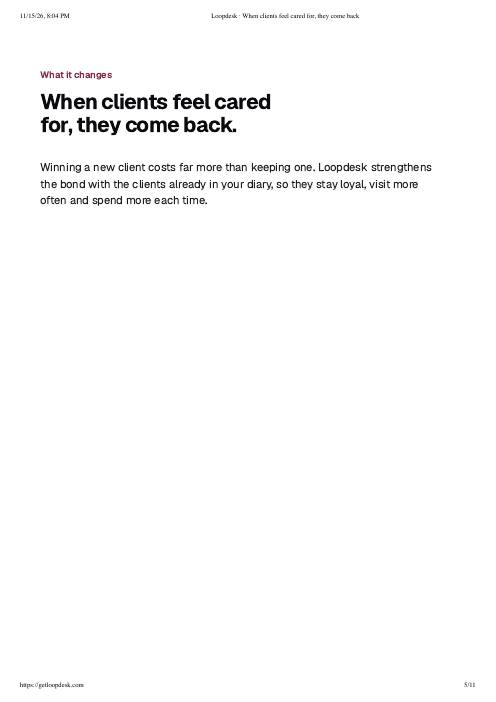 11/15/26, 8:04 PM
Loopdesk · When clients feel cared for, they come back
What it changes
When clients feel cared
for, they come back.
Winning a new client costs far more than keeping one. Loopdesk strengthens
the bond with the clients already in your diary, so they stay loyal, visit more
often and spend more each time.
https://getloopdesk.com
5/11